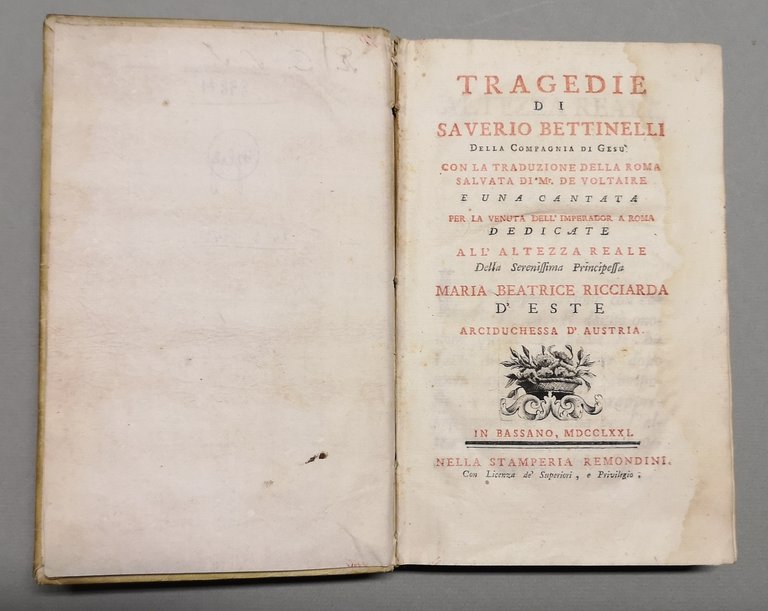 TRAGEDIE
DI
SAVERIO BETTINELLI
DELLA COMPAGNIA DI GESU'
CON LA TRADUZIONE DELLA ROMA
SALVATA DI Mr. DE VOLTAIRE
E UNA CANTATA
PER LA VENUTA DELL' IMPERADOR A ROMA
DEDICATE
ALL' ALTEZZA REALE
Della Sereniſſima Principeſſa
MARIA BEATRICE RICCIARDA
D' ESTE
ARCIDUCHESSA D' AUSTRIA.
IN BASSANO, MDCCLXXI.
NELLA STAMPERIA REMONDINI.
Con Licenza de' Superiori, e Privilegio.